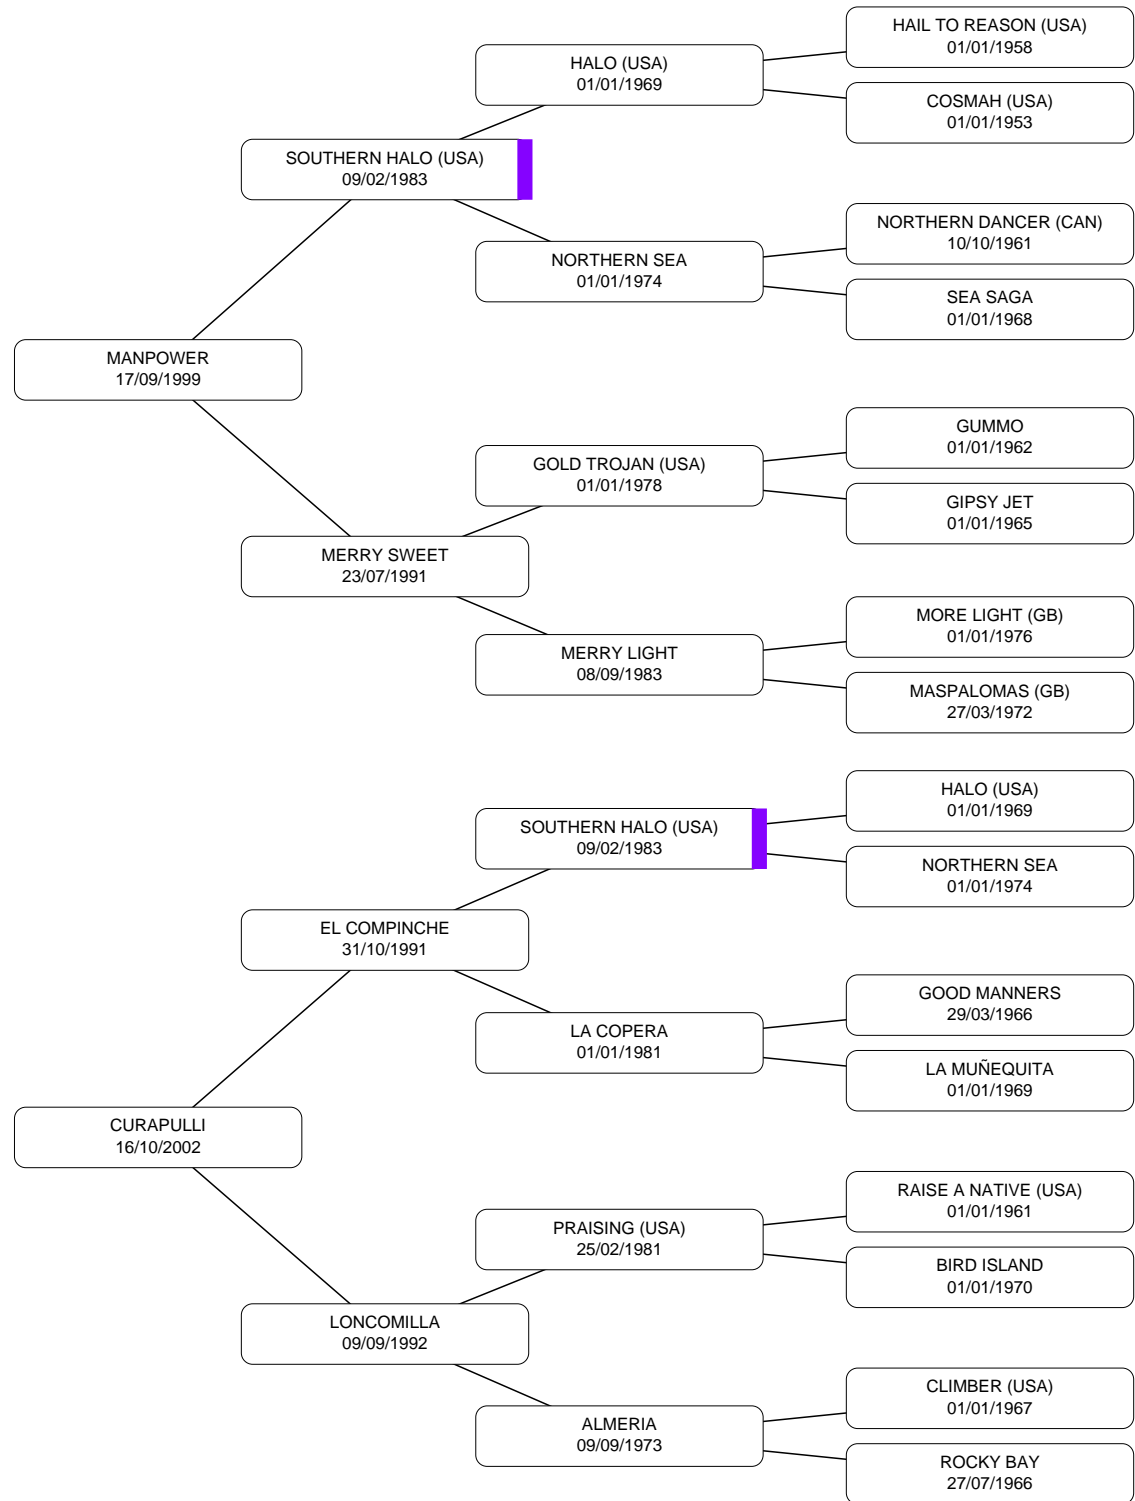 HAIL TO REASON (USA)
01/01/1958
HALO (USA)
01/01/1969
COSMAH (USA)
01/01/1953
SOUTHERN HALO (USA)
09/02/1983
NORTHERN DANCER (CAN)
10/10/1961
NORTHERN SEA
01/01/1974
SEA SAGA
01/01/1968
MANPOWER
17/09/1999
GUMMO
01/01/1962
GOLD TROJAN (USA)
01/01/1978
GIPSY JET
01/01/1965
MERRY SWEET
23/07/1991
MORE LIGHT (GB)
01/01/1976
MERRY LIGHT
08/09/1983
MASPALOMAS (GB)
27/03/1972
HALO (USA)
01/01/1969
SOUTHERN HALO (USA)
09/02/1983
NORTHERN SEA
01/01/1974
EL COMPINCHE
31/10/1991
GOOD MANNERS
29/03/1966
LA COPERA
01/01/1981
LA MUÑEQUITA
01/01/1969
CURAPULLI
16/10/2002
RAISE A NATIVE (USA)
01/01/1961
PRAISING (USA)
25/02/1981
BIRD ISLAND
01/01/1970
LONCOMILLA
09/09/1992
CLIMBER (USA)
01/01/1967
ALMERIA
09/09/1973
ROCKY BAY
27/07/1966